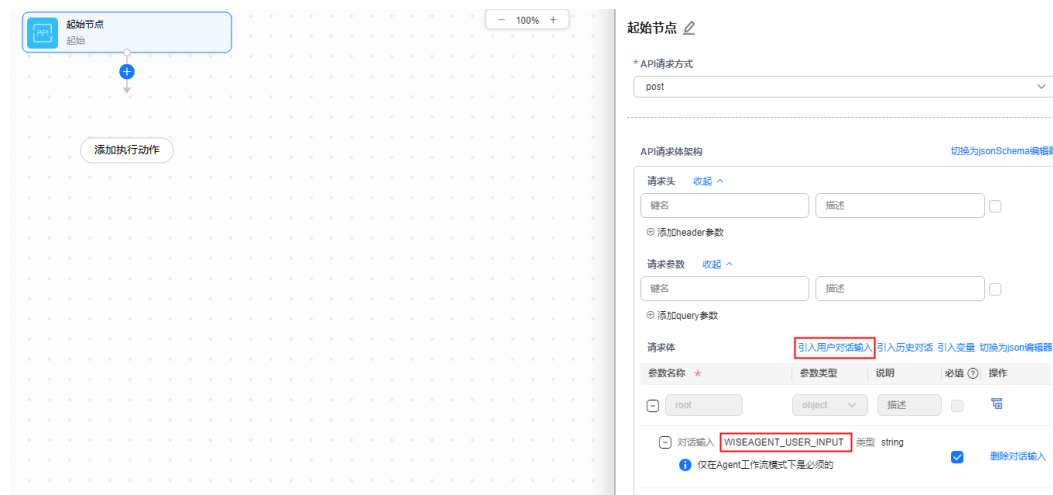 起始节点
起始
− 100% +
添加执行动作
起始节点
* API请求方式
post
API请求体架构 切换为jsonSchema编辑器
请求头 收起
键名 描述
添加header参数
请求参数 收起
键名 描述
添加query参数
请求体 引入用户对话输入 引入历史对话 引入变量 切换为json编辑器
参数名称 * 参数类型 说明 必填 ? 操作
root object 描述
对话输入 WISEAGENT_USER_INPUT 类型 string
仅在Agent工作流模式下是必须的 删除对话输入